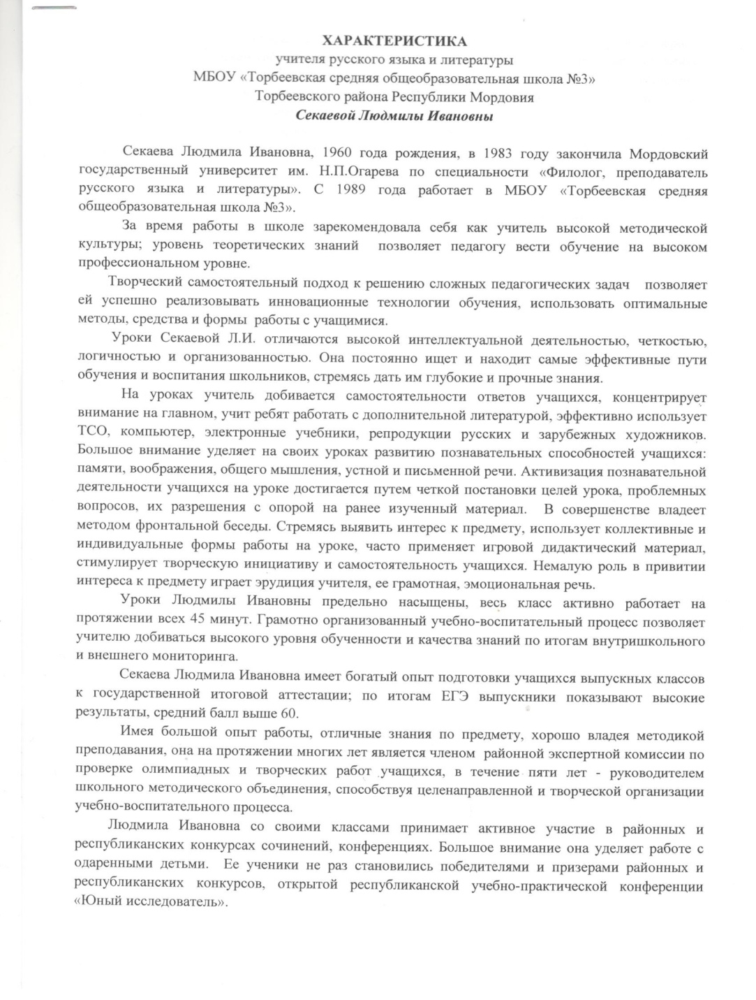 ХАРАКТЕРИСТИКА
учителя русского языка и литературы
МБОУ «Торбеевская средняя общеобразовательная школа №3»
Торбеевского района Республики Мордовия
Секаевой Людмилы Ивановны
Секаева Людмила Ивановна, 1960 года рождения, в 1983 году закончила Мордовский
государственный университет им. Н.П.Огарева по специальности «Филолог, преподаватель
русского языка и литературы». С 1989 года работает в МБОУ «Торбеевская средняя
общеобразовательная школа №3».
За время работы в школе зарекомендовала себя как учитель высокой методической
культуры; уровень теоретических знаний позволяет педагогу вести обучение на высоком
профессиональном уровне.
Творческий самостоятельный подход к решению сложных педагогических задач позволяет
ей успешно реализовывать инновационные технологии обучения, использовать оптимальные
методы, средства и формы работы с учащимися.
Уроки Секаевой Л.И. отличаются высокой интеллектуальной деятельностью, четкостью,
логичностью и организованностью. Она постоянно ищет и находит самые эффективные пути
обучения и воспитания школьников, стремясь дать им глубокие и прочные знания.
На уроках учитель добивается самостоятельности ответов учащихся, концентрирует
внимание на главном, учит ребят работать с дополнительной литературой, эффективно использует
ТСО, компьютер, электронные учебники, репродукции русских и зарубежных художников.
Большое внимание уделяет на своих уроках развитию познавательных способностей учащихся:
памяти, воображения, общего мышления, устной и письменной речи. Активизация познавательной
деятельности учащихся на уроке достигается путем четкой постановки целей урока, проблемных
вопросов, их разрешения с опорой на ранее изученный материал. В совершенстве владеет
методом фронтальной беседы. Стремясь выявить интерес к предмету, использует коллективные и
индивидуальные формы работы на уроке, часто применяет игровой дидактический материал,
стимулирует творческую инициативу и самостоятельность учащихся. Немалую роль в привитии
интереса к предмету играет эрудиция учителя, ее грамотная, эмоциональная речь.
Уроки Людмилы Ивановны предельно насыщены, весь класс активно работает на
протяжении всех 45 минут. Грамотно организованный учебно-воспитательный процесс позволяет
учителю добиваться высокого уровня обученности и качества знаний по итогам внутришкольного
и внешнего мониторинга.
Секаева Людмила Ивановна имеет богатый опыт подготовки учащихся выпускных классов
к государственной итоговой аттестации; по итогам ЕГЭ выпускники показывают высокие
результаты, средний балл выше 60.
Имея большой опыт работы, отличные знания по предмету, хорошо владея методикой
преподавания, она на протяжении многих лет является членом районной экспертной комиссии по
проверке олимпиадных и творческих работ учащихся, в течение пяти лет - руководителем
школьного методического объединения, способствуя целенаправленной и творческой организации
учебно-воспитательного процесса.
Людмила Ивановна со своими классами принимает активное участие в районных и
республиканских конкурсах сочинений, конференциях. Большое внимание она уделяет работе с
одаренными детьми. Ее ученики не раз становились победителями и призерами районных и
республиканских конкурсов, открытой республиканской учебно-практической конференции
«Юный исследователь».